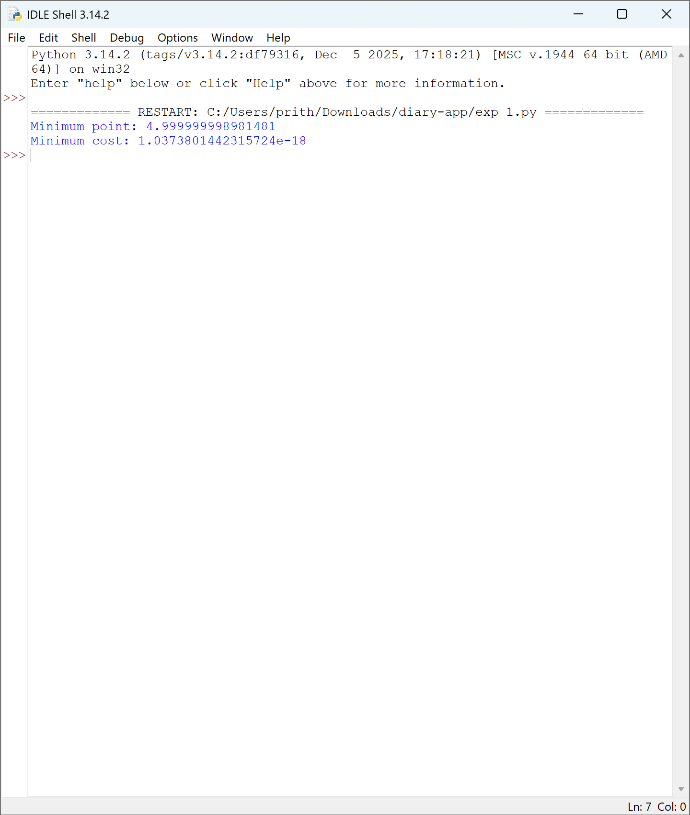 IDLE Shell 3.14.2
File Edit Shell Debug Options Window Help
Python 3.14.2 (tags/v3.14.2:df79316, Dec  5 2025, 17:18:21) [MSC v.1944 64 bit (AMD
64)] on win32
Enter "help" below or click "Help" above for more information.
>>>
============= RESTART: C:/Users/prith/Downloads/diary-app/exp 1.py =============
Minimum point: 4.999999998981481
Minimum cost: 1.0373801442315724e-18
>>>
Ln: 7 Col: 0